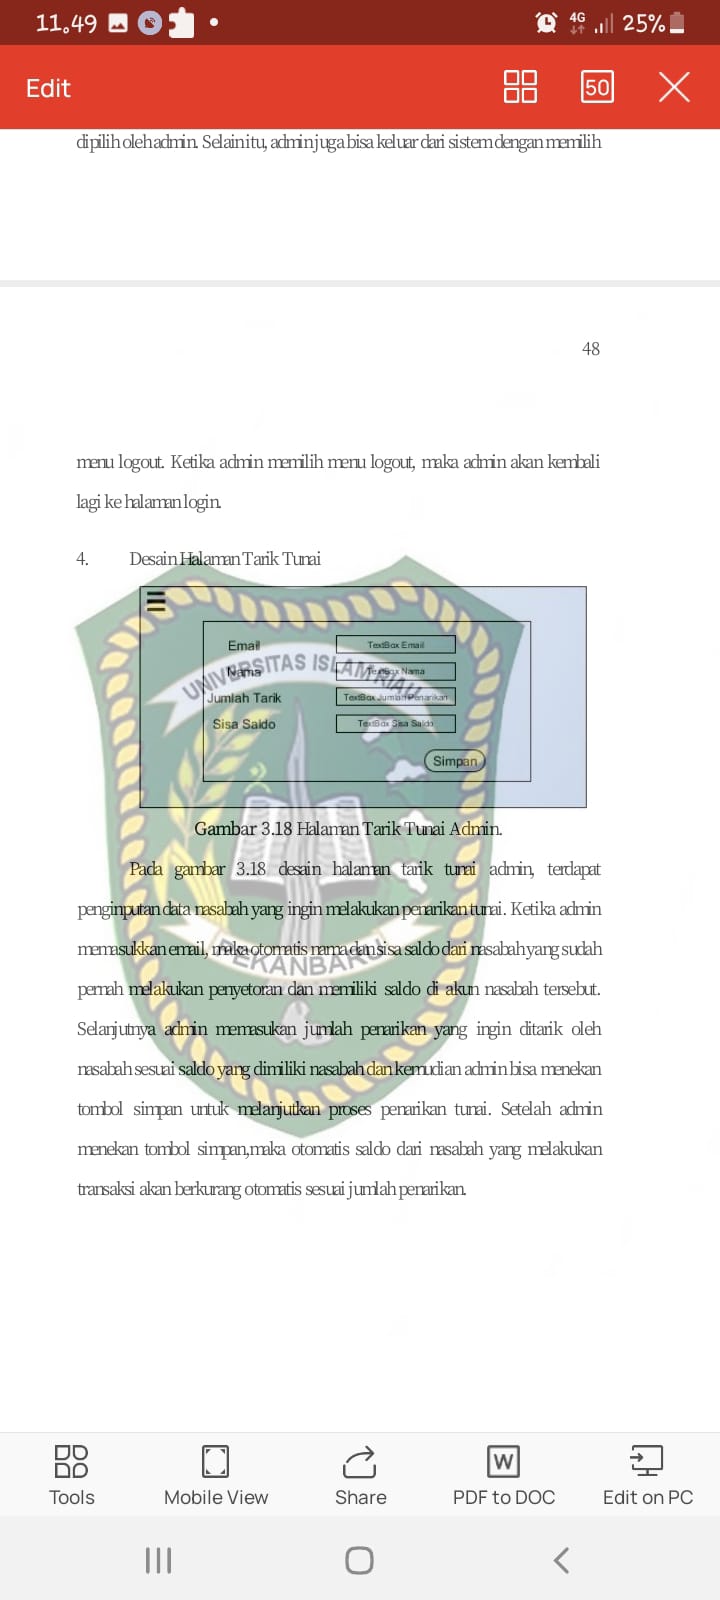 11.49
4G
25%
Edit
50
dipilih oleh admin. Selain itu, admin juga bisa keluar dari sistem dengan memilih
48
menu logout. Ketika admin memilih menu logout, maka admin akan kembali
lagi ke halaman login.
4. Desain Halaman Tarik Tunai
Email TextBox Email
UNIVERSITAS ISLAM RIAU
Nama TextBox Nama
Jumlah Tarik TextBox Jumlah Penarikan
Sisa Saldo TextBox Sisa Saldo
Simpan
Gambar 3.18 Halaman Tarik Tunai Admin.
Pada gambar 3.18 desain halaman tarik tunai admin, terdapat
penginputan data nasabah yang ingin melakukan penarikan tunai. Ketika admin
memasukkan email, maka otomatis nama dan sisa saldo dari nasabah yang sudah
PEKANBARU
pernah melakukan penyetoran dan memiliki saldo di akun nasabah tersebut.
Selanjutnya admin memasukan jumlah penarikan yang ingin ditarik oleh
nasabah sesuai saldo yang dimiliki nasabah dan kemudian admin bisa menekan
tombol simpan untuk melanjutkan proses penarikan tunai. Setelah admin
menekan tombol simpan,maka otomatis saldo dari nasabah yang melakukan
transaksi akan berkurang otomatis sesuai jumlah penarikan.
W
Tools Mobile View Share PDF to DOC Edit on PC